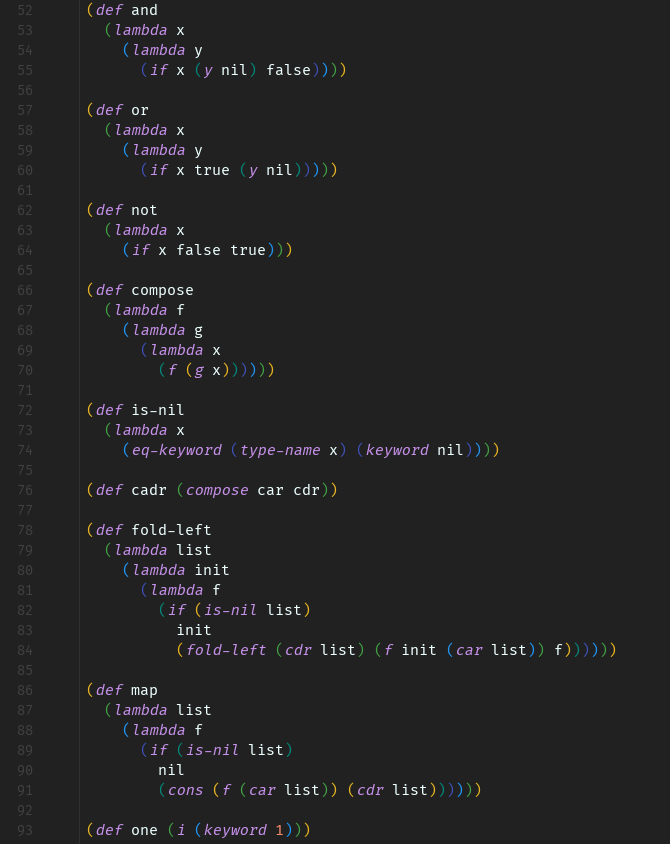 52 (def and
53 (lambda x
54 (lambda y
55 (if x (y nil) false))))
56
57 (def or
58 (lambda x
59 (lambda y
60 (if x true (y nil)))))
61
62 (def not
63 (lambda x
64 (if x false true)))
65
66 (def compose
67 (lambda f
68 (lambda g
69 (lambda x
70 (f (g x))))))
71
72 (def is-nil
73 (lambda x
74 (eq-keyword (type-name x) (keyword nil))))
75
76 (def cadr (compose car cdr))
77
78 (def fold-left
79 (lambda list
80 (lambda init
81 (lambda f
82 (if (is-nil list)
83 init
84 (fold-left (cdr list) (f init (car list)) f))))))
85
86 (def map
87 (lambda list
88 (lambda f
89 (if (is-nil list)
90 nil
91 (cons (f (car list)) (cdr list))))))
92
93 (def one (i (keyword 1)))